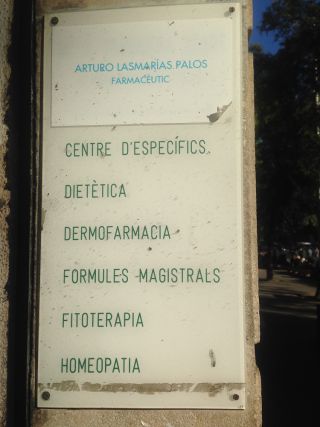 ARTURO LASMARÍAS PALOS
FARMACÈUTIC
CENTRE D'ESPECÍFICS
DIETÈTICA
DERMOFARMACIA
FORMULES MAGISTRALS
FITOTERAPIA
HOMEOPATIA